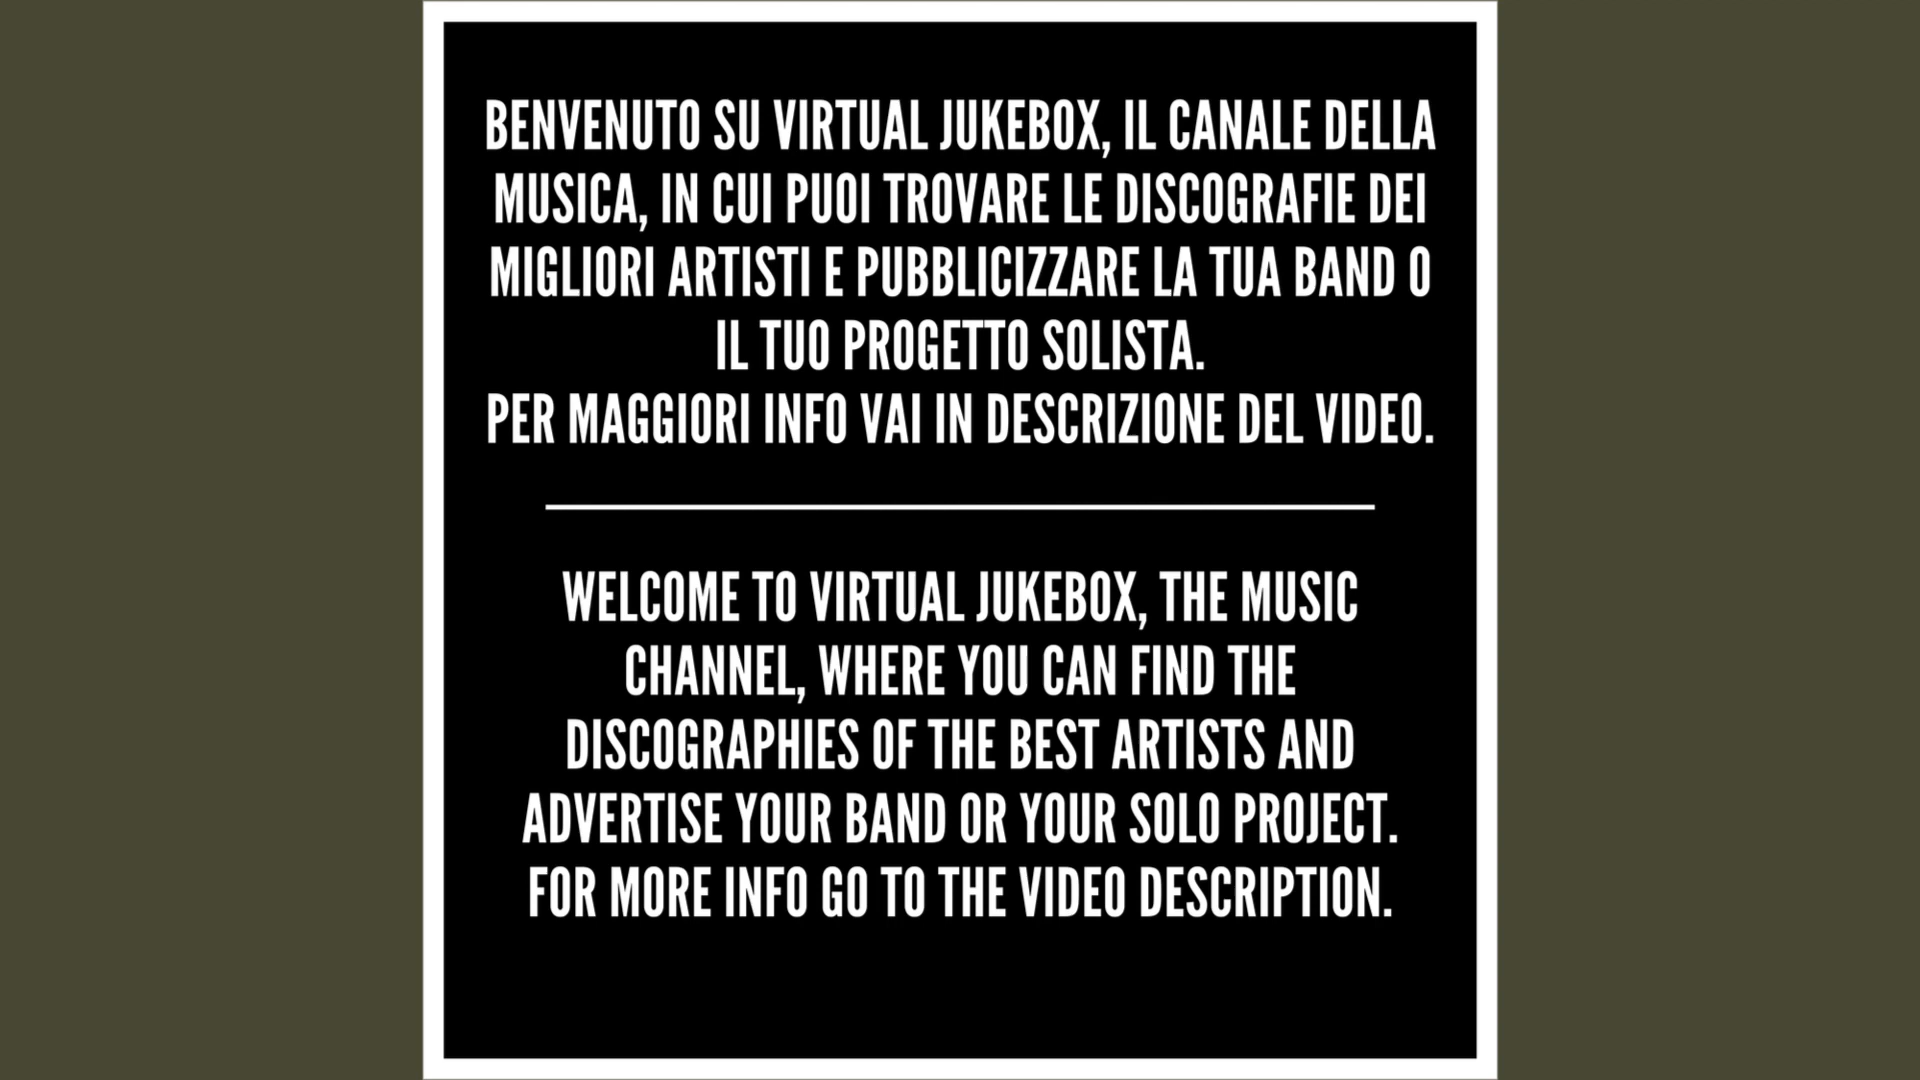 BENVENUTO SU VIRTUAL JUKEBOX, IL CANALE DELLA
MUSICA, IN CUI PUOI TROVARE LE DISCOGRAFIE DEI
MIGLIORI ARTISTI E PUBBLICIZZARE LA TUA BAND O
IL TUO PROGETTO SOLISTA.
PER MAGGIORI INFO VAI IN DESCRIZIONE DEL VIDEO.
WELCOME TO VIRTUAL JUKEBOX, THE MUSIC
CHANNEL, WHERE YOU CAN FIND THE
DISCOGRAPHIES OF THE BEST ARTISTS AND
ADVERTISE YOUR BAND OR YOUR SOLO PROJECT.
FOR MORE INFO GO TO THE VIDEO DESCRIPTION.